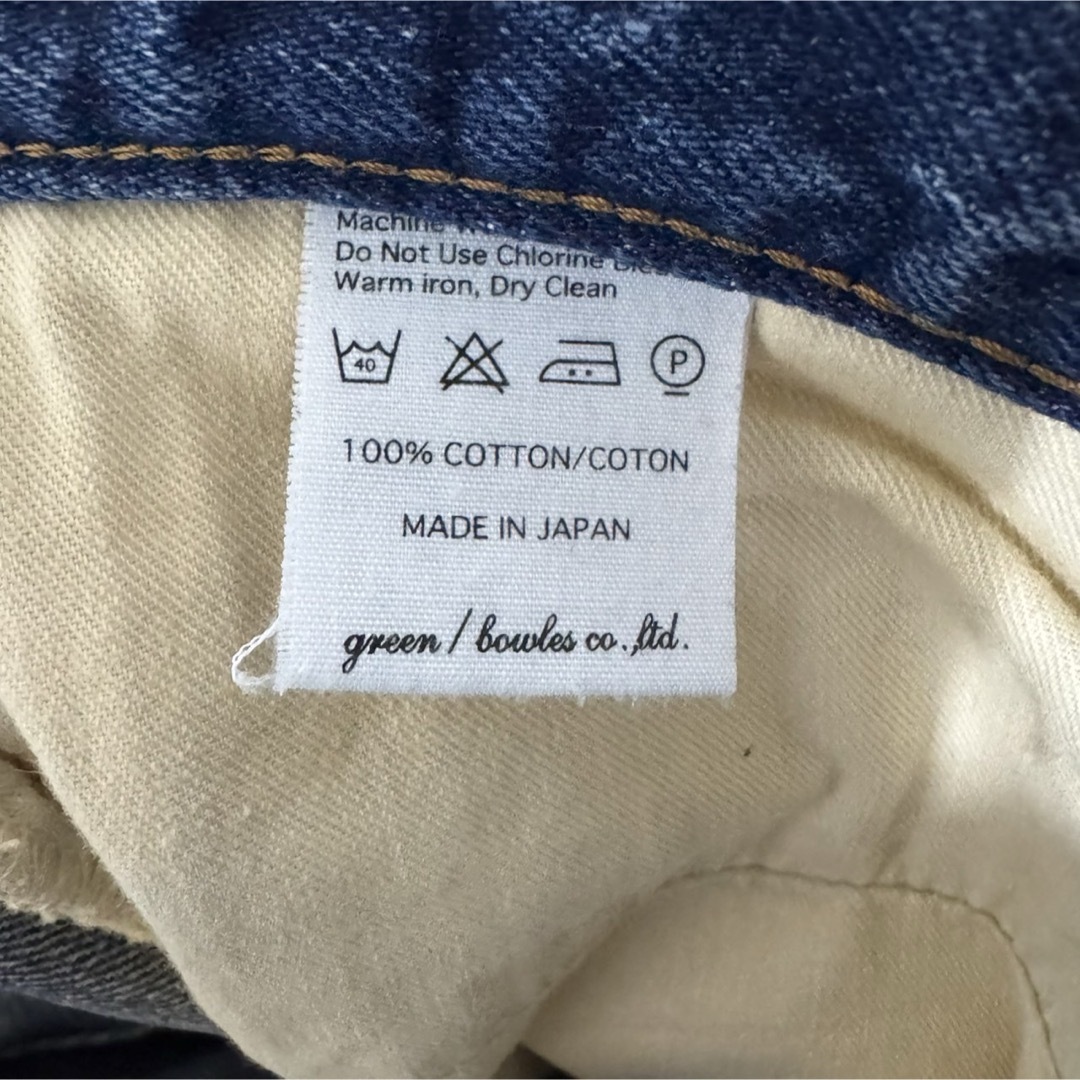 Machine
Do Not Use Chlorine
Warm iron, Dry Clean
40 P
100% COTTON/COTON
MADE IN JAPAN
green / bowles co.,ltd.